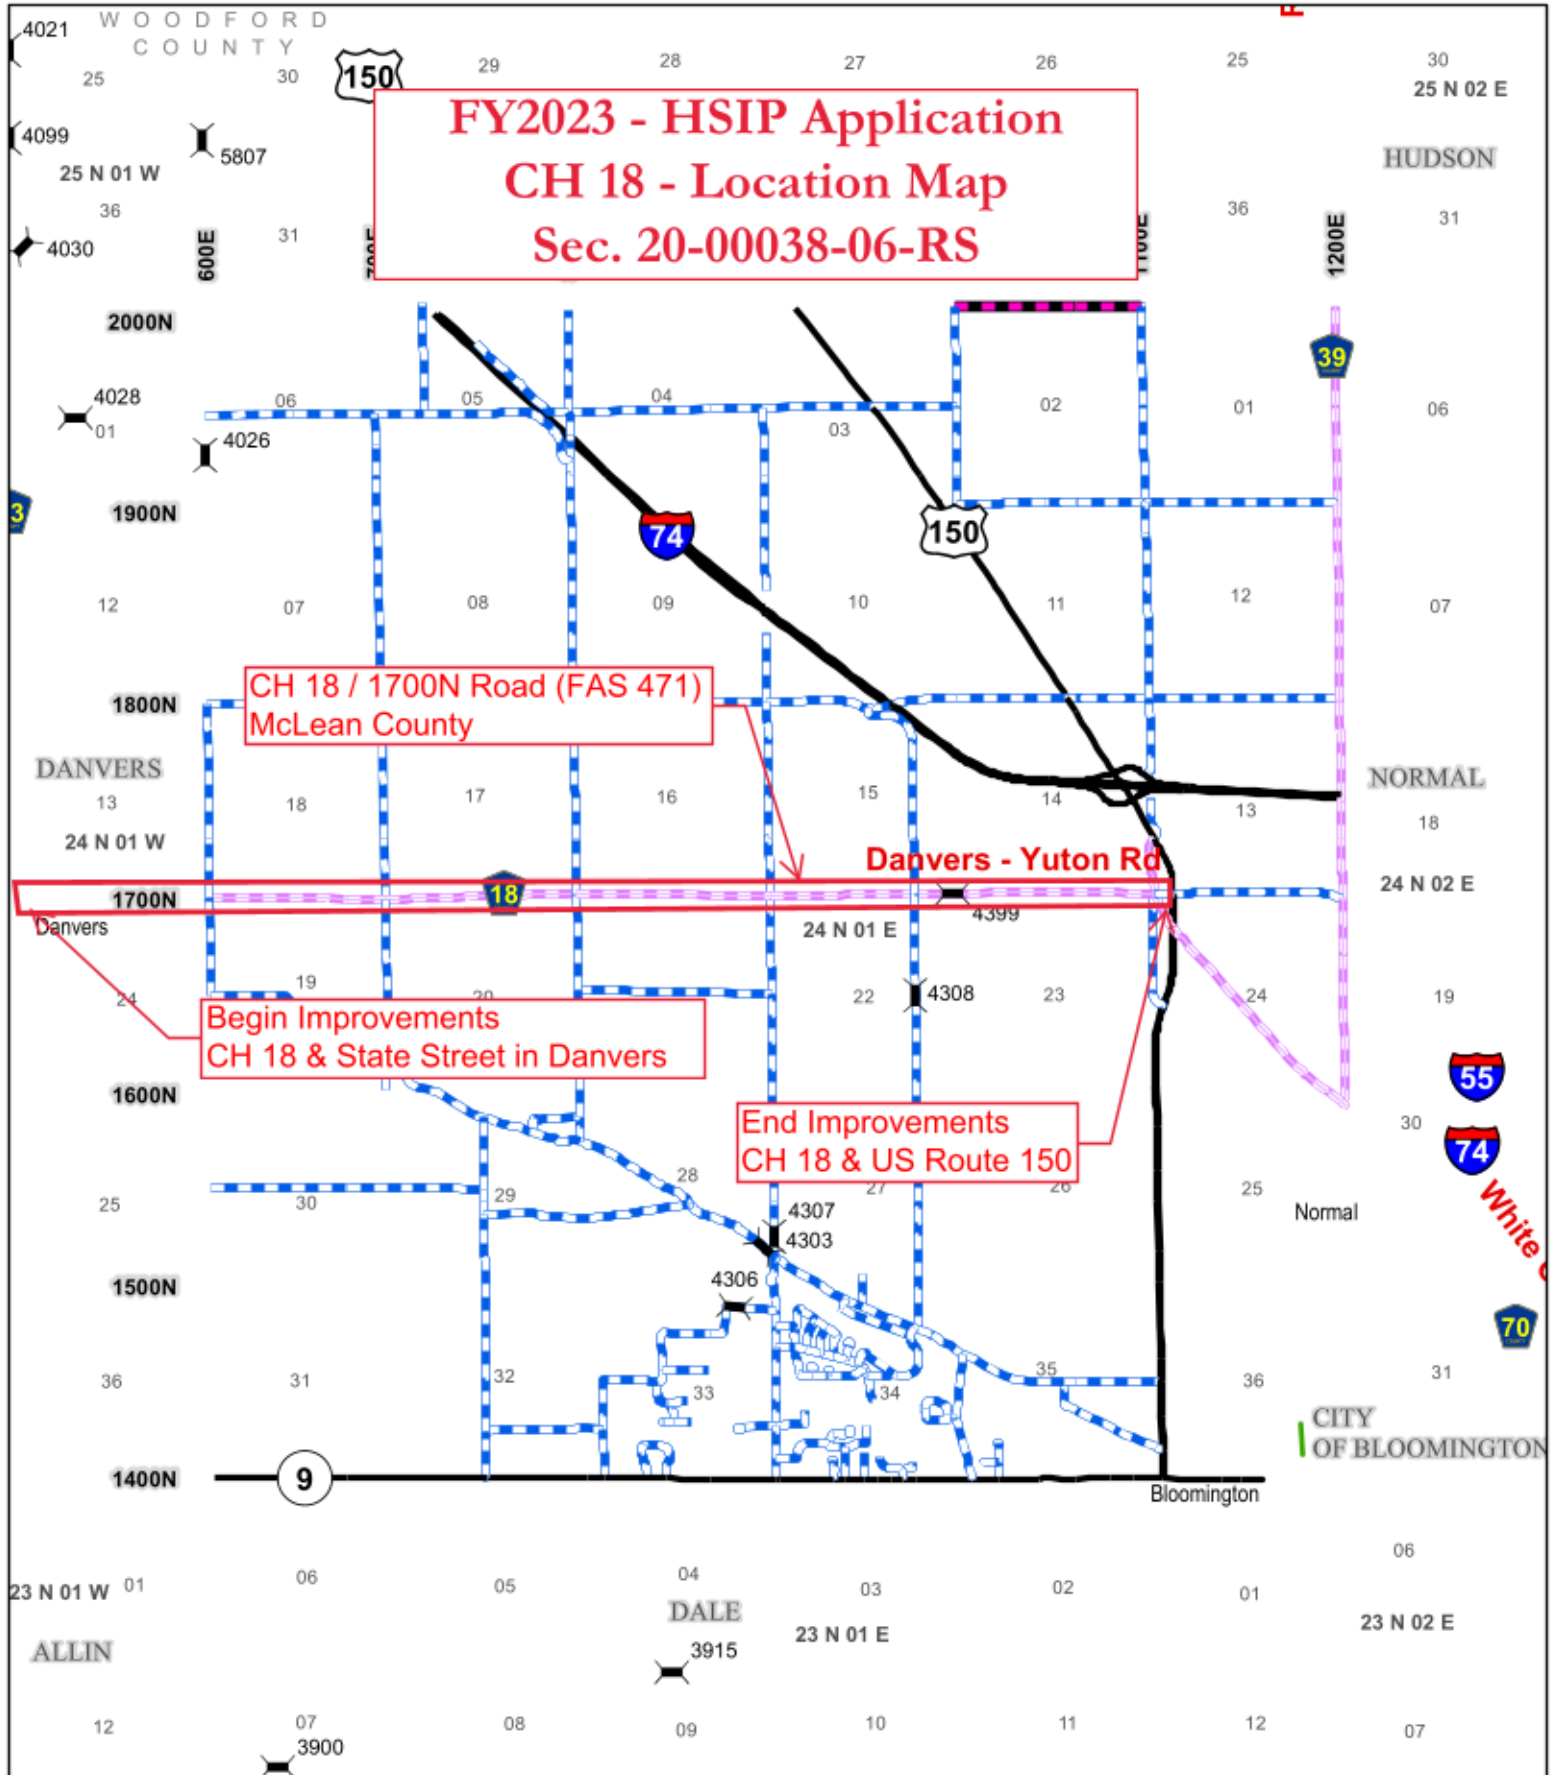 W O O D F O R D
C O U N T Y
4021
25
30
150
29
28
27
26
25
30
25 N 02 E
FY2023 - HSIP Application
CH 18 - Location Map
Sec. 20-00038-06-RS
4099
5807
25 N 01 W
HUDSON
36
31
36
31
4030
600E
1200E
2000N
39
4028
01
06
05
04
03
02
01
06
4026
3
1900N
74
150
12
07
08
09
10
11
12
07
CH 18 / 1700N Road (FAS 471)
McLean County
1800N
DANVERS
NORMAL
13
18
17
16
15
14
13
18
24 N 01 W
Danvers - Yuton Rd
1700N
18
24 N 02 E
Danvers
4399
24 N 01 E
24
19
20
22
4308
23
24
19
Begin Improvements
CH 18 & State Street in Danvers
1600N
55
End Improvements
CH 18 & US Route 150
30
74
25
30
29
28
27
26
25
Normal
White
4307
4303
4306
1500N
70
36
31
32
33
34
35
36
31
CITY
OF BLOOMINGTON
1400N
9
Bloomington
23 N 01 W
01
06
05
04
03
02
01
06
DALE
23 N 01 E
23 N 02 E
ALLIN
3915
12
07
08
09
10
11
12
07
3900